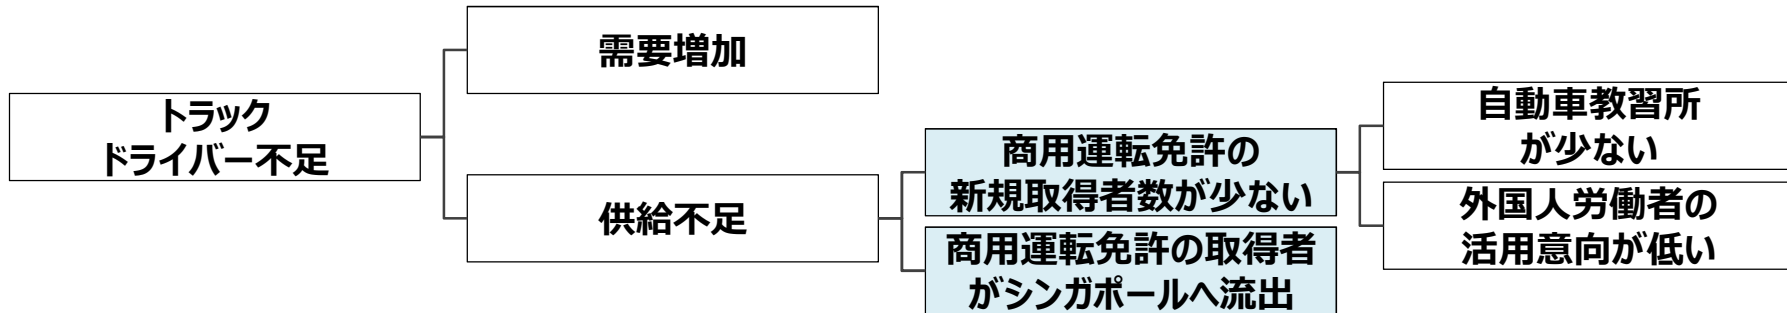 トラック
ドライバー不足
需要増加
供給不足
商用運転免許の
新規取得者数が少ない
商用運転免許の取得者
がシンガポールへ流出
自動車教習所
が少ない
外国人労働者の
活用意向が低い